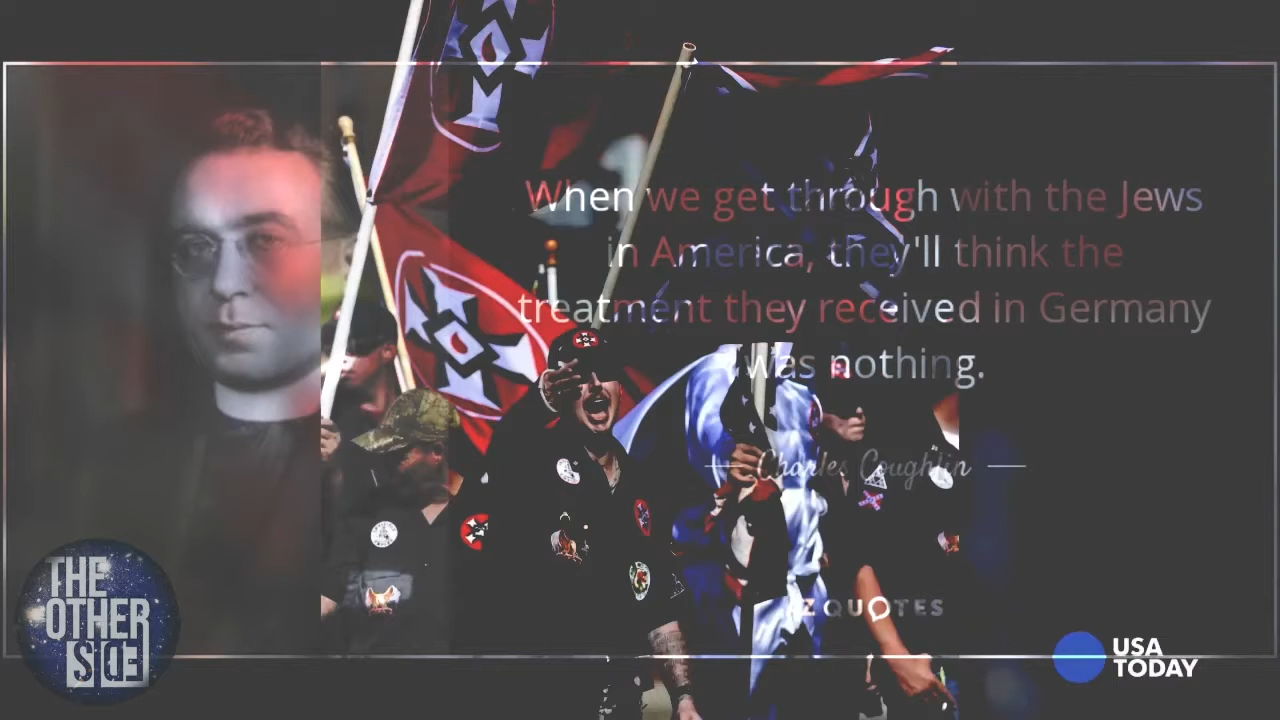 When we get through with the Jews
in America, they'll think the
treatment they received in Germany
was nothing.
Charles Coughlin
Z QUOTES
THE
OTHER
SIDE
USA
TODAY